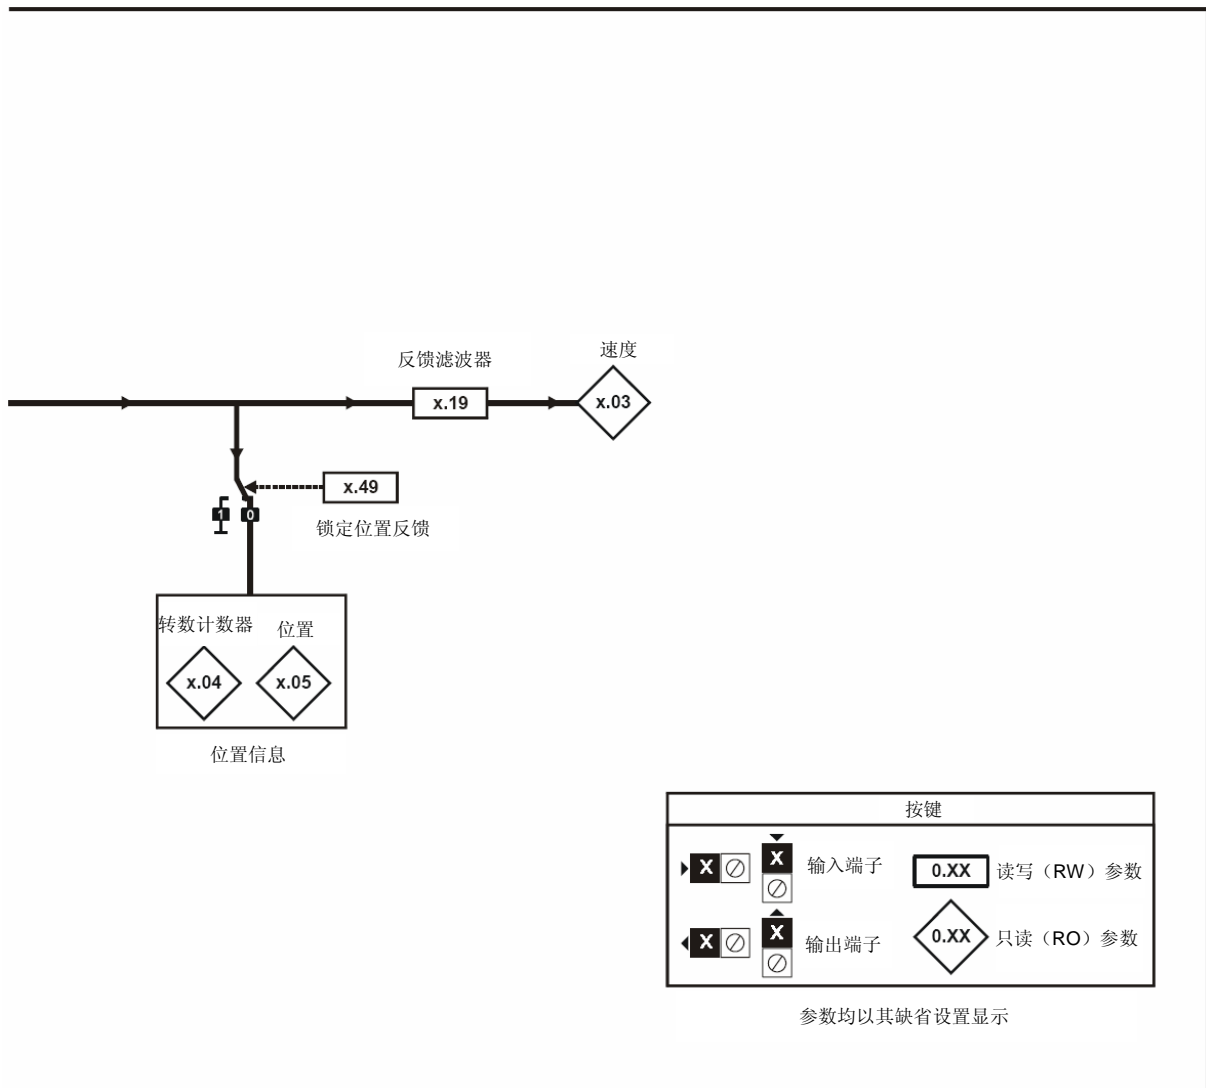 反馈滤波器
速度
x.19
x.03
x.49
1 0
锁定位置反馈
转数计数器 位置
x.04 x.05
位置信息
按键
X X 输入端子 0.XX 读写（RW）参数
X X 输出端子 0.XX 只读（RO）参数
参数均以其缺省设置显示